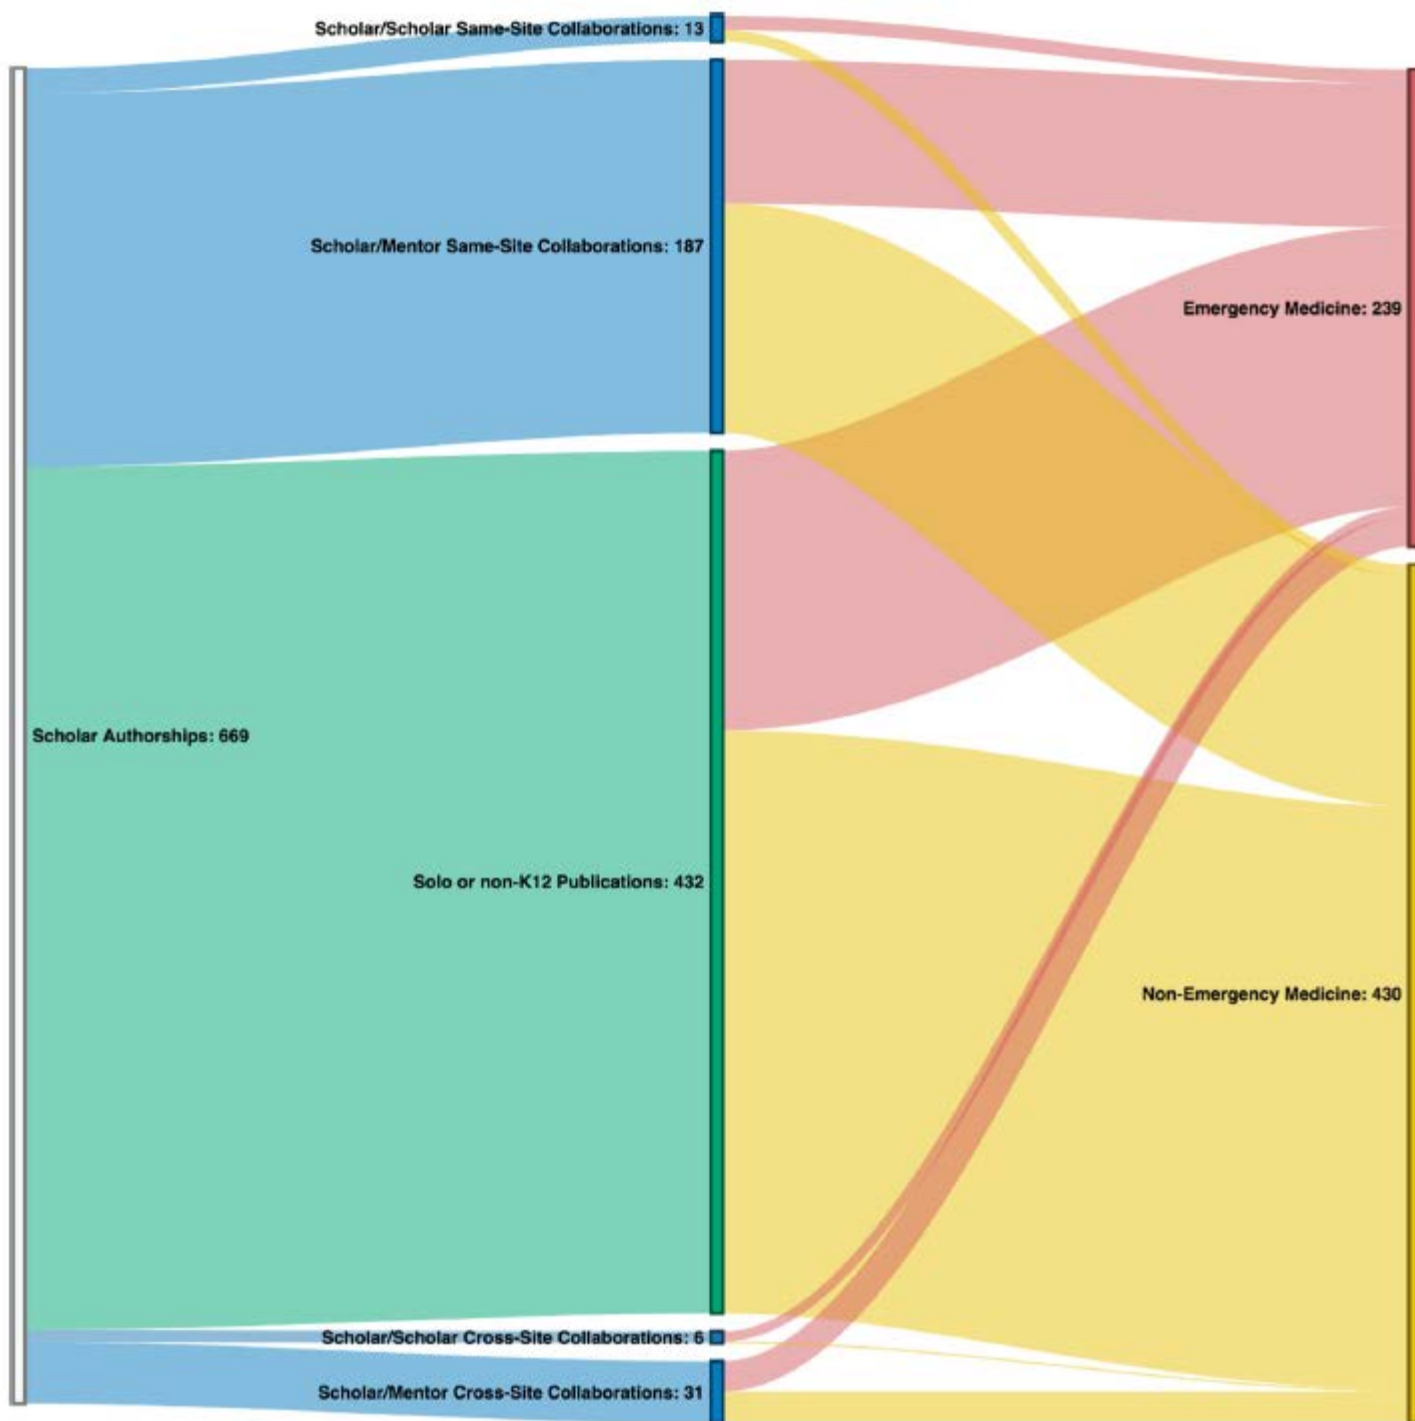 Scholar/Scholar Same-Site Collaborations: 13
Scholar/Mentor Same-Site Collaborations: 187
Emergency Medicine: 239
Scholar Authorships: 669
Solo or non-K12 Publications: 432
Non-Emergency Medicine: 430
Scholar/Scholar Cross-Site Collaborations: 6
Scholar/Mentor Cross-Site Collaborations: 31